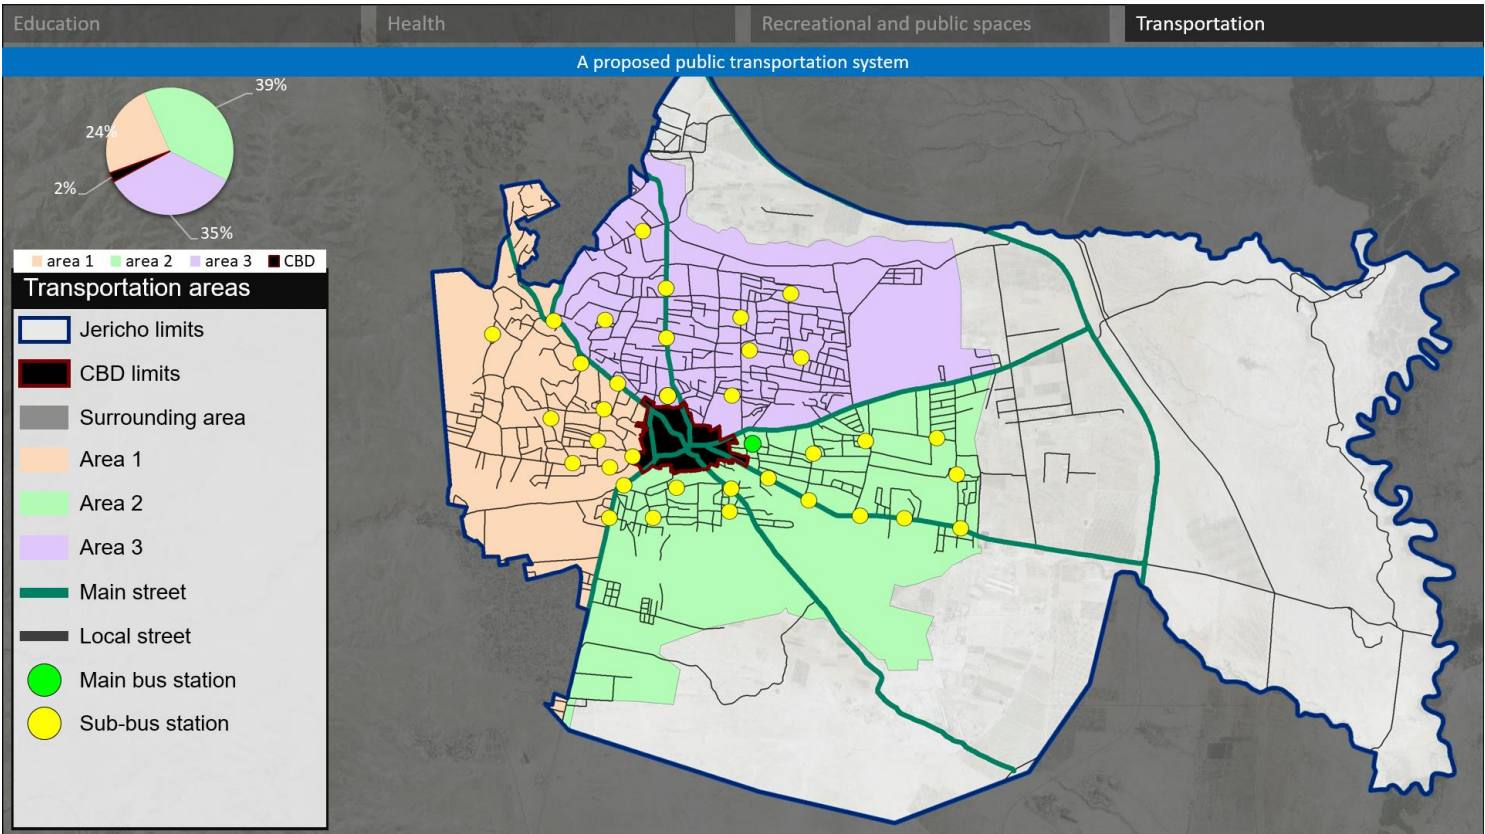 Education
Health
Recreational and public spaces
Transportation
A proposed public transportation system
39%
24%
2%
35%
area 1
area 2
area 3
CBD
Transportation areas
Jericho limits
CBD limits
Surrounding area
Area 1
Area 2
Area 3
Main street
Local street
Main bus station
Sub-bus station